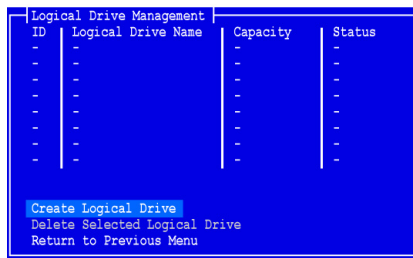 Logical Drive Management
ID Logical Drive Name Capacity Status
- - - -
- - - -
- - - -
- - - -
- - - -
- - - -
- - - -
- - - -
Create Logical Drive
Delete Selected Logical Drive
Return to Previous Menu